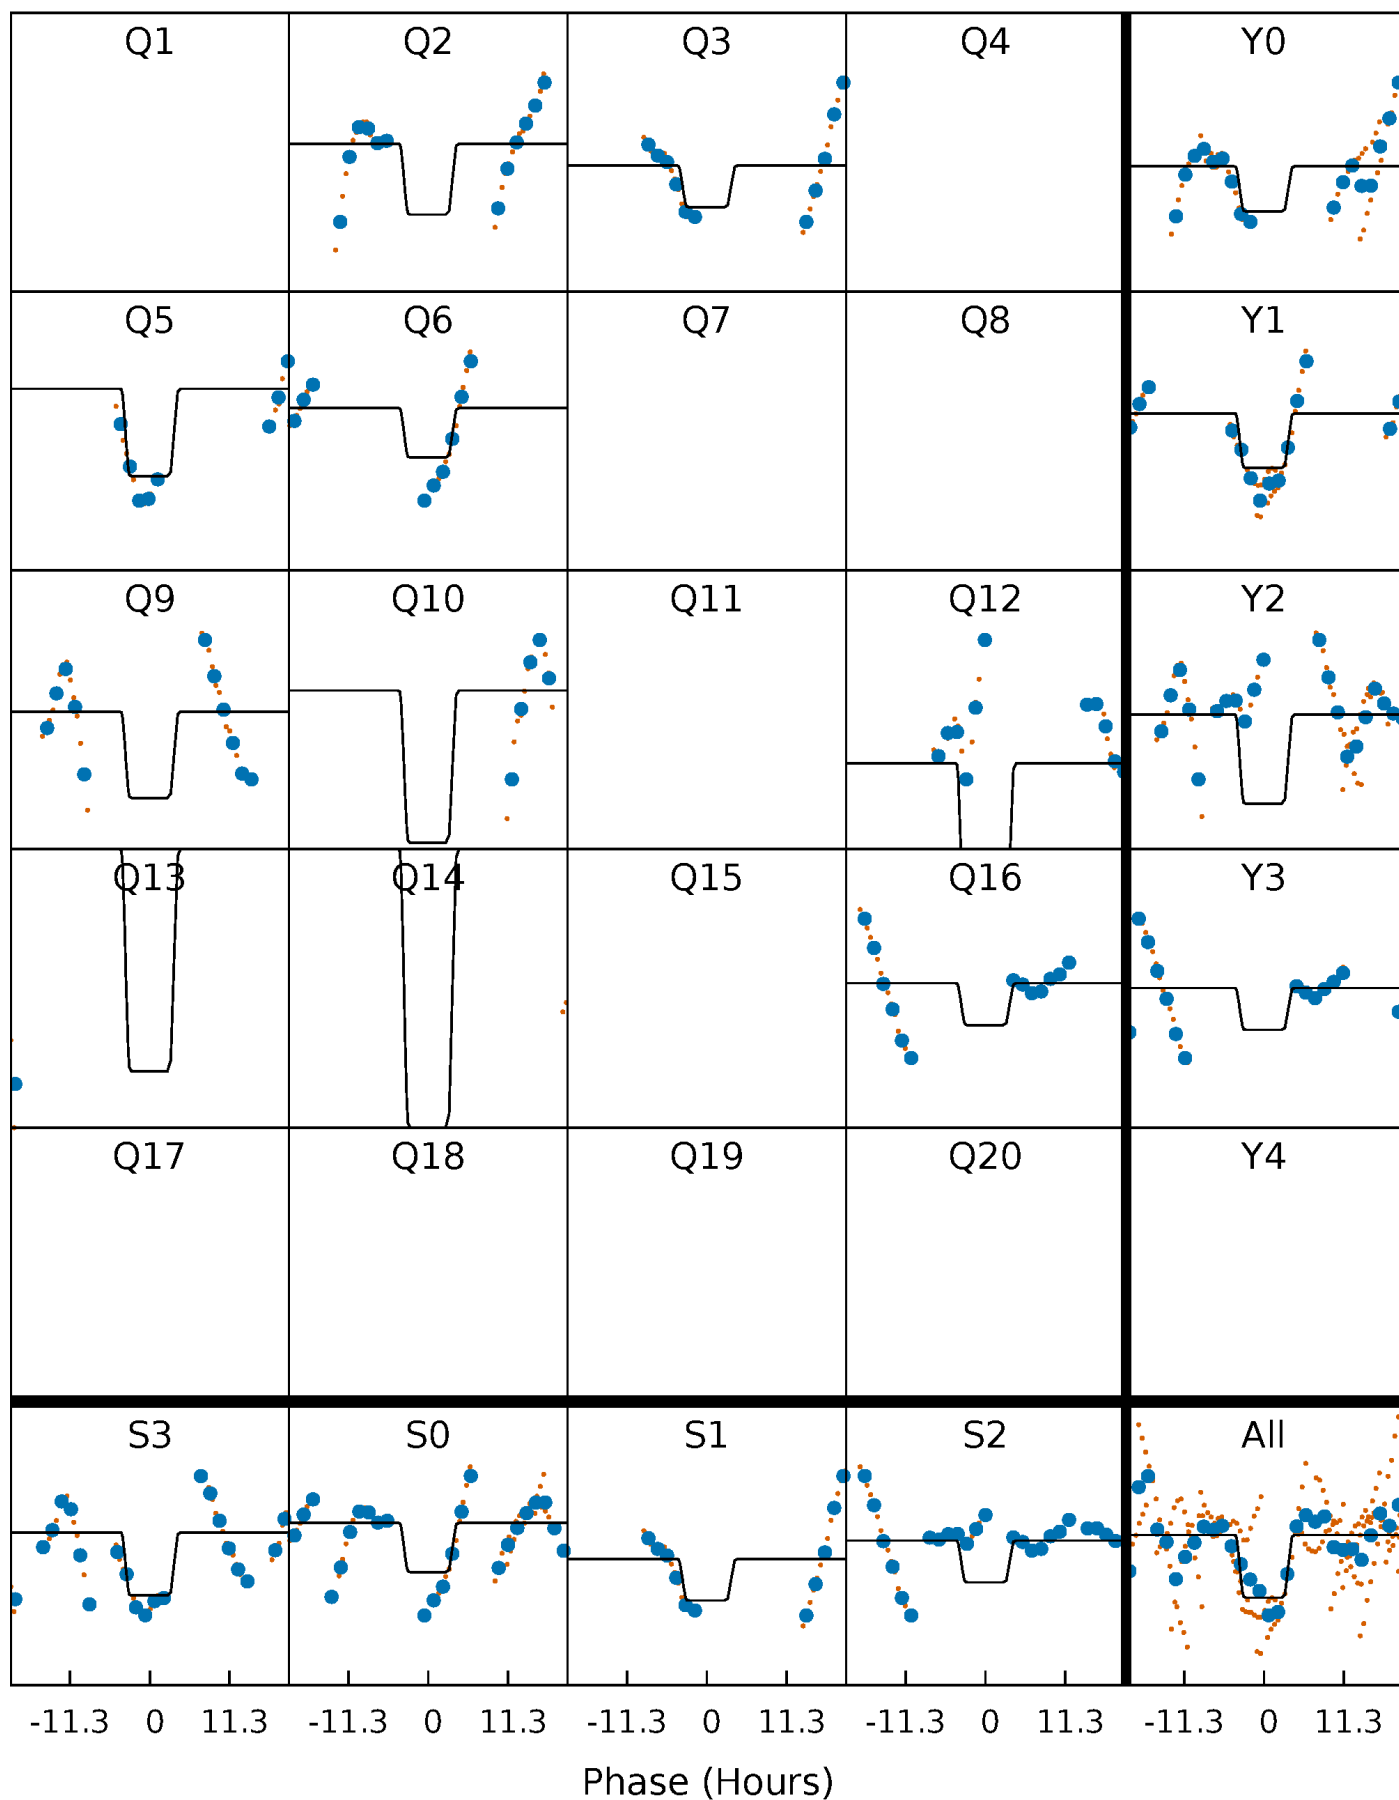 Q1 Q2 Q3 Q4 Y0
Q5 Q6 Q7 Q8 Y1
Q9 Q10 Q11 Q12 Y2
Q13 Q14 Q15 Q16 Y3
Q17 Q18 Q19 Q20 Y4
S3 S0 S1 S2 All
-11.3 0 11.3 -11.3 0 11.3 -11.3 0 11.3 -11.3 0 11.3 -11.3 0 11.3
Phase (Hours)